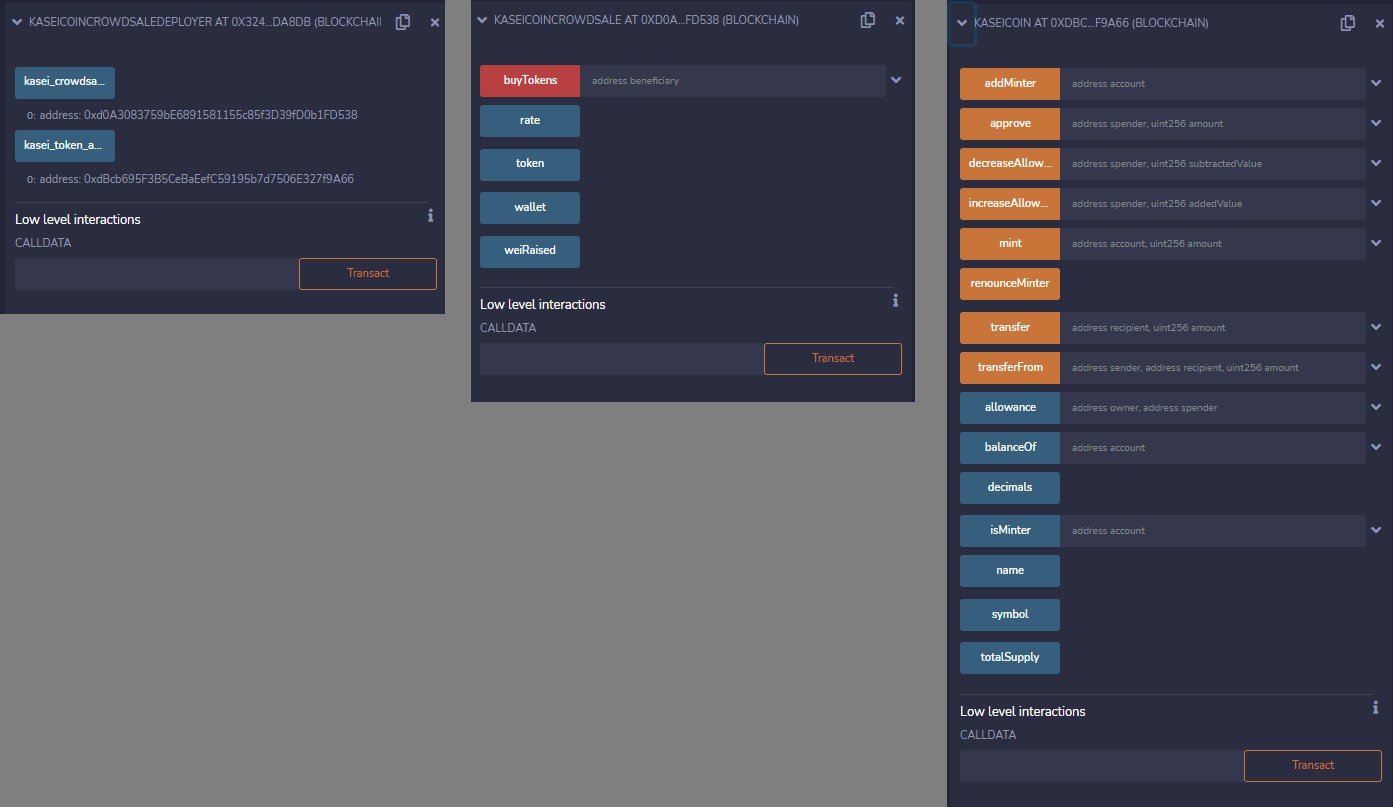 KASEICOINCROWDSALEDEPLOYER AT 0X324...DA8DB (BLOCKCHAI
kasei_crowdsa...
0: address: 0xd0A3083759bE6891581155c85f3D39fD0b1FD538
kasei_token_a...
0: address: 0xdBcb695F3B5CeBaEefC59195b7d7506E327f9A66
Low level interactions
CALLDATA
Transact
KASEICOINCROWDSALE AT 0XD0A...FD538 (BLOCKCHAIN)
buyTokens address beneficiary
rate
token
wallet
weiRaised
Low level interactions
CALLDATA
Transact
KASEICOIN AT 0XDBC...F9A66 (BLOCKCHAIN)
addMinter address account
approve address spender, uint256 amount
decreaseAllow... address spender, uint256 subtractedValue
increaseAllow... address spender, uint256 addedValue
mint address account, uint256 amount
renounceMinter
transfer address recipient, uint256 amount
transferFrom address sender, address recipient, uint256 amount
allowance address owner, address spender
balanceOf address account
decimals
isMinter address account
name
symbol
totalSupply
Low level interactions
CALLDATA
Transact